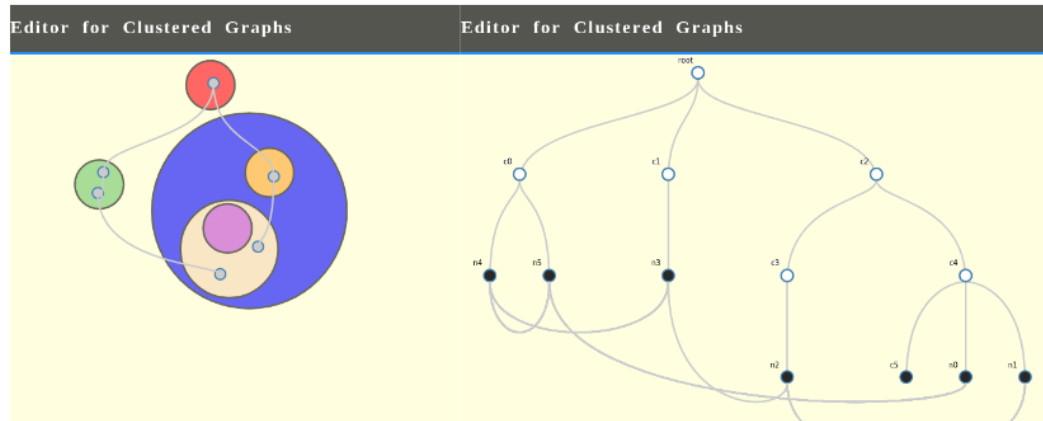 Editor for Clustered Graphs
Editor for Clustered Graphs
root
c0
c1
c2
n4
n5
n3
c3
c4
n2
c5
n0
n1